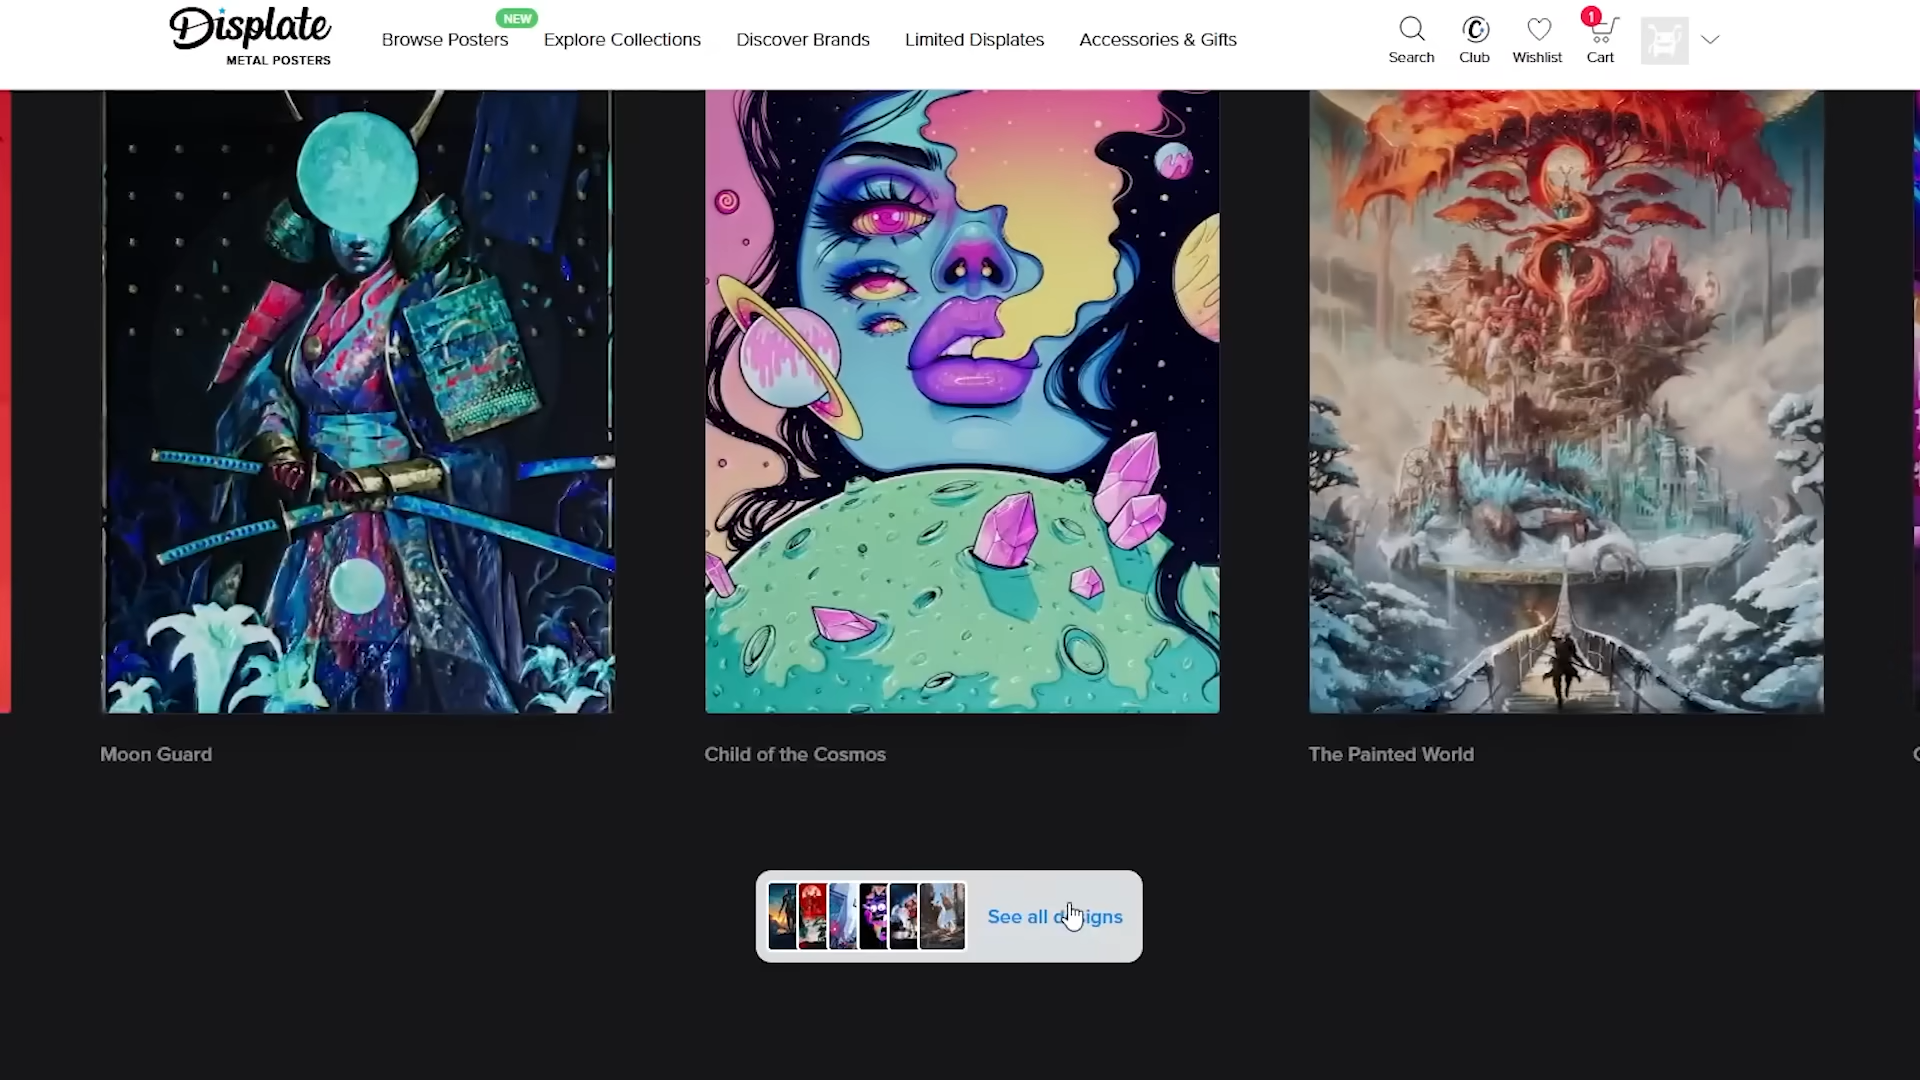 Displate
METAL POSTERS
Browse Posters
NEW
Explore Collections
Discover Brands
Limited Displates
Accessories & Gifts
Search
Club
Wishlist
1
Cart
Moon Guard
Child of the Cosmos
The Painted World
See all designs